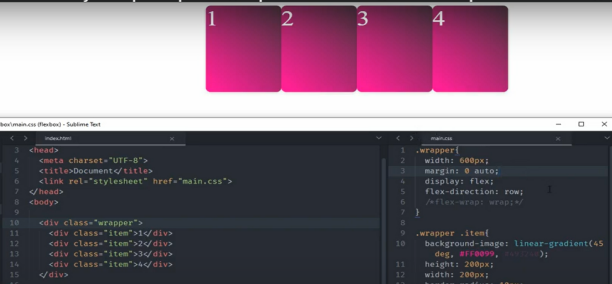 1 2 3 4
box\main.css (flexbox) - Sublime Text
index.html
main.css
3 <head>
4 <meta charset="UTF-8">
5 <title>Document</title>
6 <link rel="stylesheet" href="main.css">
7 </head>
8 <body>
9
10 <div class="wrapper">
11 <div class="item">1</div>
12 <div class="item">2</div>
13 <div class="item">3</div>
14 <div class="item">4</div>
15 </div>
1 .wrapper{
2 width: 600px;
3 margin: 0 auto;
4 display: flex;
5 flex-direction: row;
6 /*flex-wrap: wrap;*/
7 }
8
9 .wrapper .item{
10 background-image: linear-gradient(45
deg, #FF0099, );
11 height: 200px;
12 width: 200px;